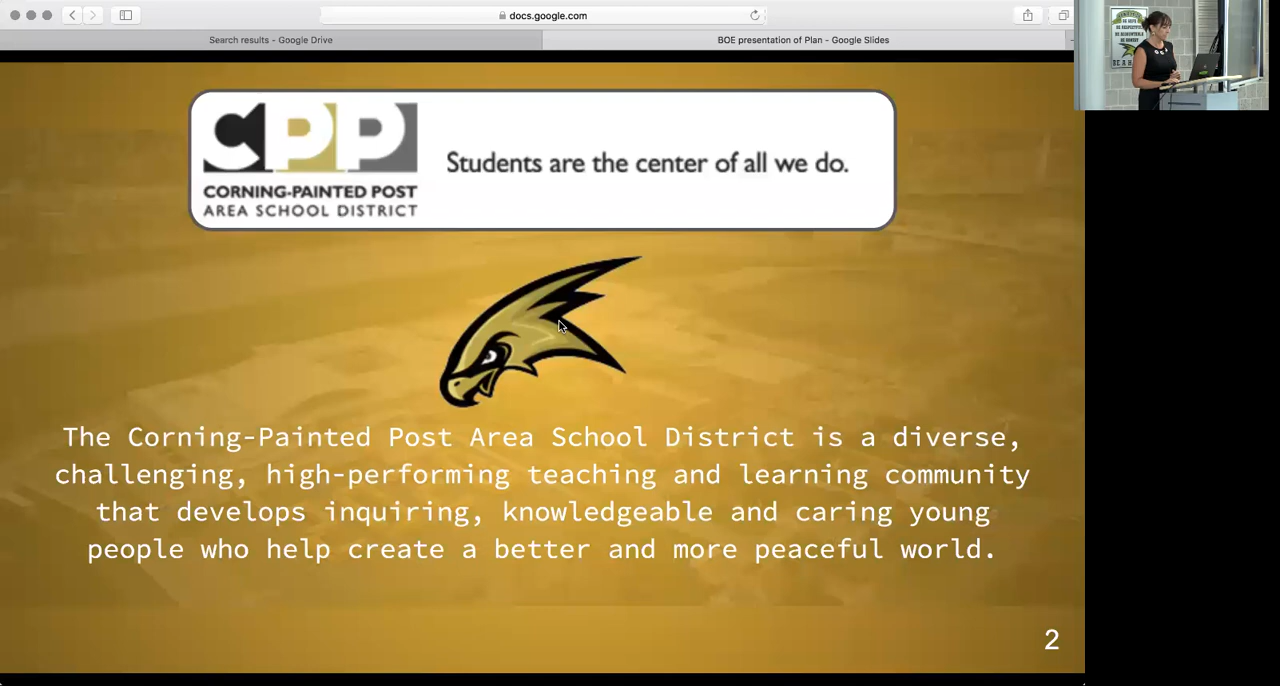 docs.google.com
Search results - Google Drive
BOE presentation of Plan - Google Slides
CPP
CORNING-PAINTED POST
AREA SCHOOL DISTRICT
Students are the center of all we do.
The Corning-Painted Post Area School District is a diverse,
challenging, high-performing teaching and learning community
that develops inquiring, knowledgeable and caring young
people who help create a better and more peaceful world.
2